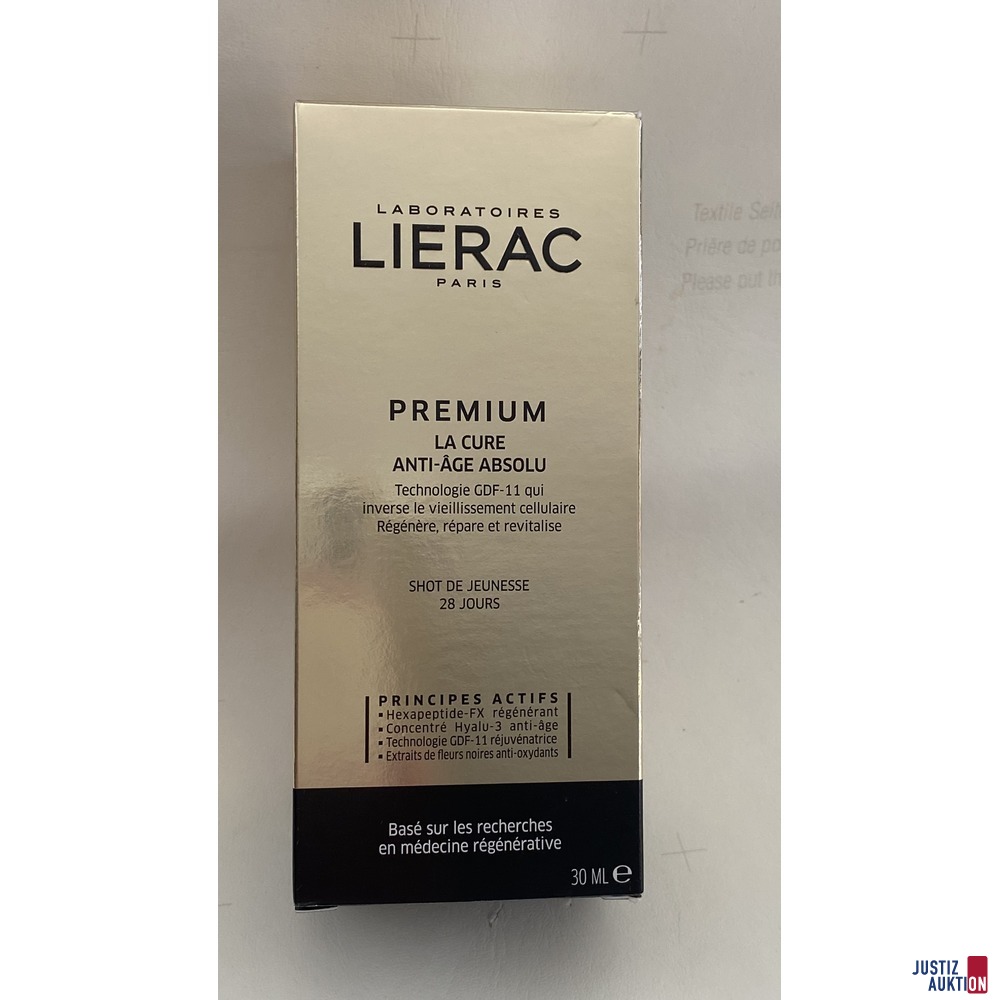 LABORATOIRES
LIERAC
PARIS
PREMIUM
LA CURE
ANTI-ÂGE ABSOLU
Technologie GDF-11 qui
inverse le vieillissement cellulaire
Régénère, répare et revitalise
SHOT DE JEUNESSE
28 JOURS
PRINCIPES ACTIFS
▪ Hexapeptide-FX régénérant
▪ Concentré Hyalu-3 anti-âge
▪ Technologie GDF-11 réjuvénatrice
▪ Extraits de fleurs noires anti-oxydants
Basé sur les recherches
en médecine régénérative
30 ML ℮
Textile
Prière de
Please put
JUSTIZ
AUKTION